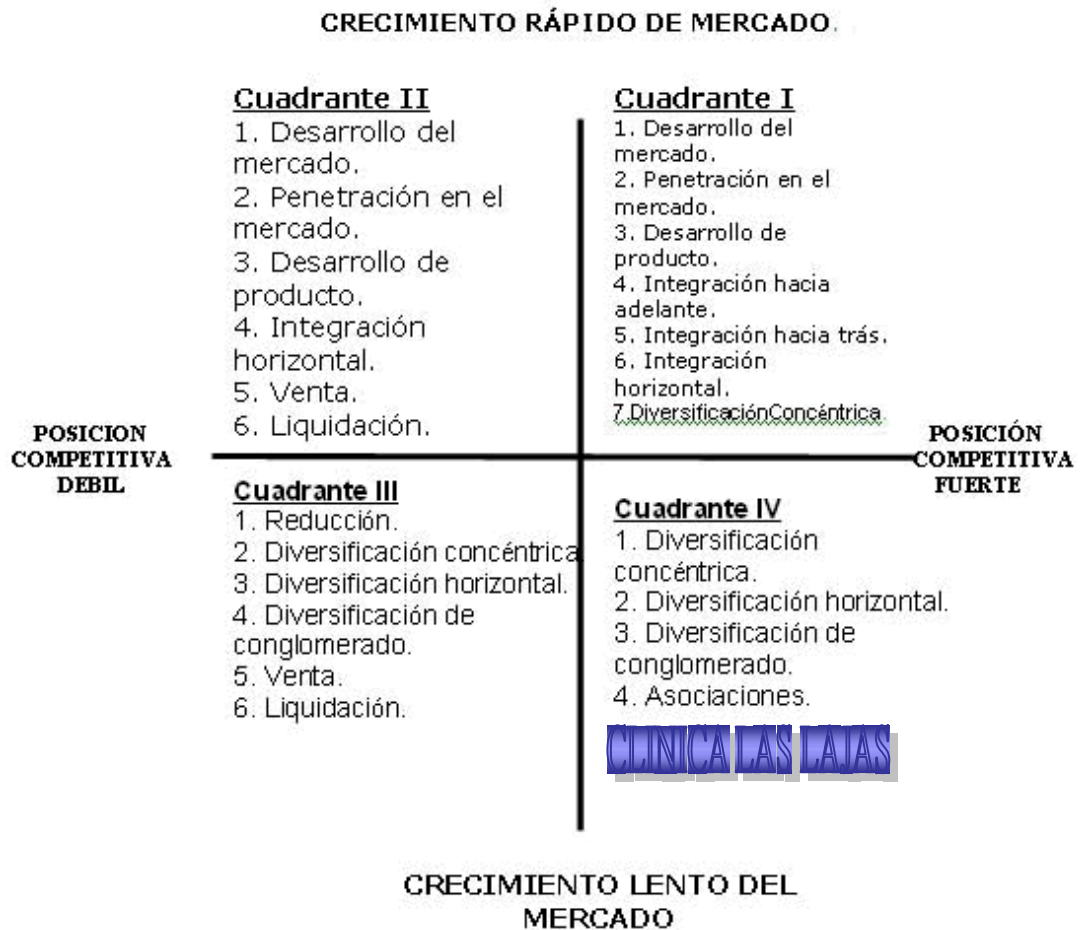 CRECIMIENTO RÁPIDO DE MERCADO.
Cuadrante II
1. Desarrollo del
mercado.
2. Penetración en el
mercado.
3. Desarrollo de
producto.
4. Integración
horizontal.
5. Venta.
6. Liquidación.
Cuadrante I
1. Desarrollo del
mercado.
2. Penetración en el
mercado.
3. Desarrollo de
producto.
4. Integración hacia
adelante.
5. Integración hacia trás.
6. Integración
horizontal.
7.DiversificaciónConcéntrica.
POSICION
COMPETITIVA
DEBIL
POSICIÓN
COMPETITIVA
FUERTE
Cuadrante III
1. Reducción.
2. Diversificación concéntrica
3. Diversificación horizontal.
4. Diversificación de
conglomerado.
5. Venta.
6. Liquidación.
Cuadrante IV
1. Diversificación
concéntrica.
2. Diversificación horizontal.
3. Diversificación de
conglomerado.
4. Asociaciones.
CLINICA LAS LAJAS
CRECIMIENTO LENTO DEL
MERCADO